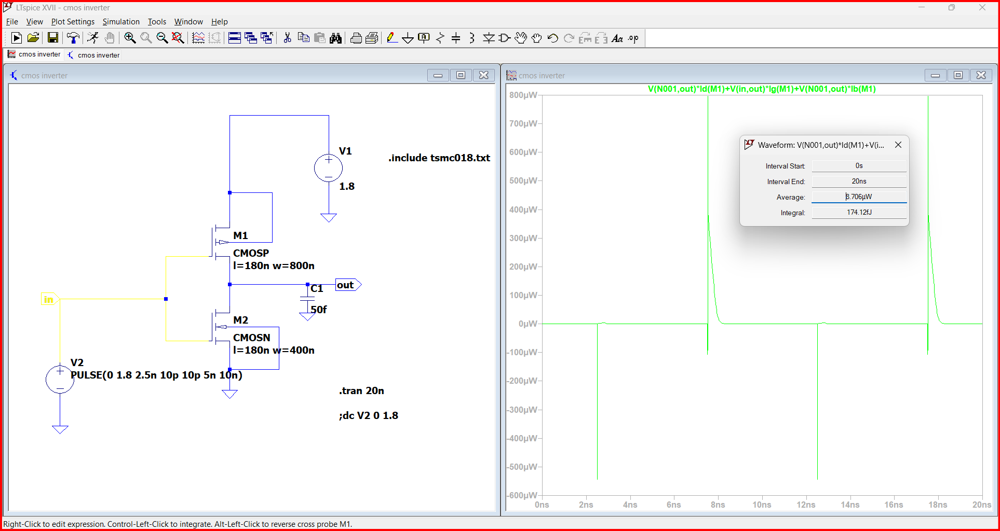 LTspice XVII - cmos inverter
File View Plot Settings Simulation Tools Window Help
Aa .op
cmos inverter cmos inverter
cmos inverter
V1
1.8
.include tsmc018.txt
M1
CMOSP
l=180n w=800n
out
C1
50f
in
M2
CMOSN
l=180n w=400n
V2
PULSE(0 1.8 2.5n 10p 10p 5n 10n)
.tran 20n
;dc V2 0 1.8
cmos inverter
V(N001,out)*Id(M1)+V(in,out)*Ig(M1)+V(N001,out)*Ib(M1)
800µW
700µW
600µW
500µW
400µW
300µW
200µW
100µW
0µW
-100µW
-200µW
-300µW
-400µW
-500µW
-600µW
0ns 2ns 4ns 6ns 8ns 10ns 12ns 14ns 16ns 18ns 20ns
Waveform: V(N001,out)*Id(M1)+V(i...
Interval Start: 0s
Interval End: 20ns
Average: 8.706µW
Integral: 174.12fJ
Right-Click to edit expression. Control-Left-Click to integrate. Alt-Left-Click to reverse cross probe M1.